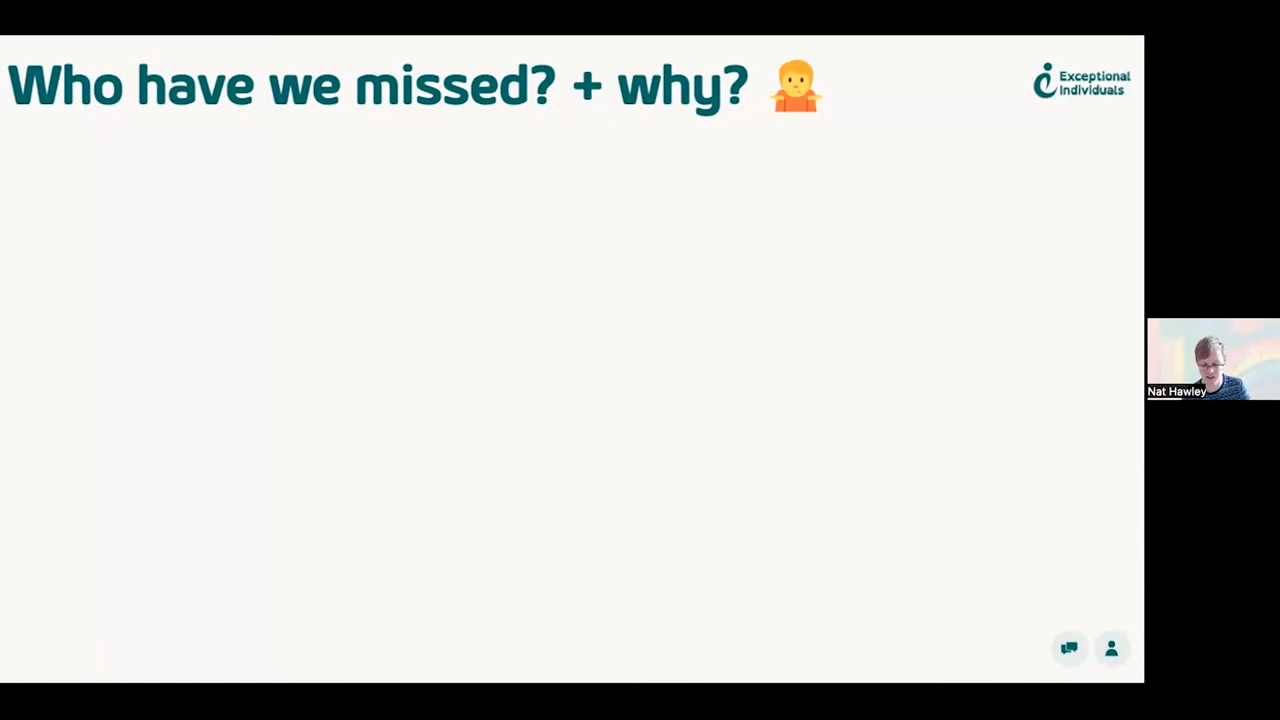 Who have we missed? + why? 🤷
Exceptional
Individuals
Nat Hawley